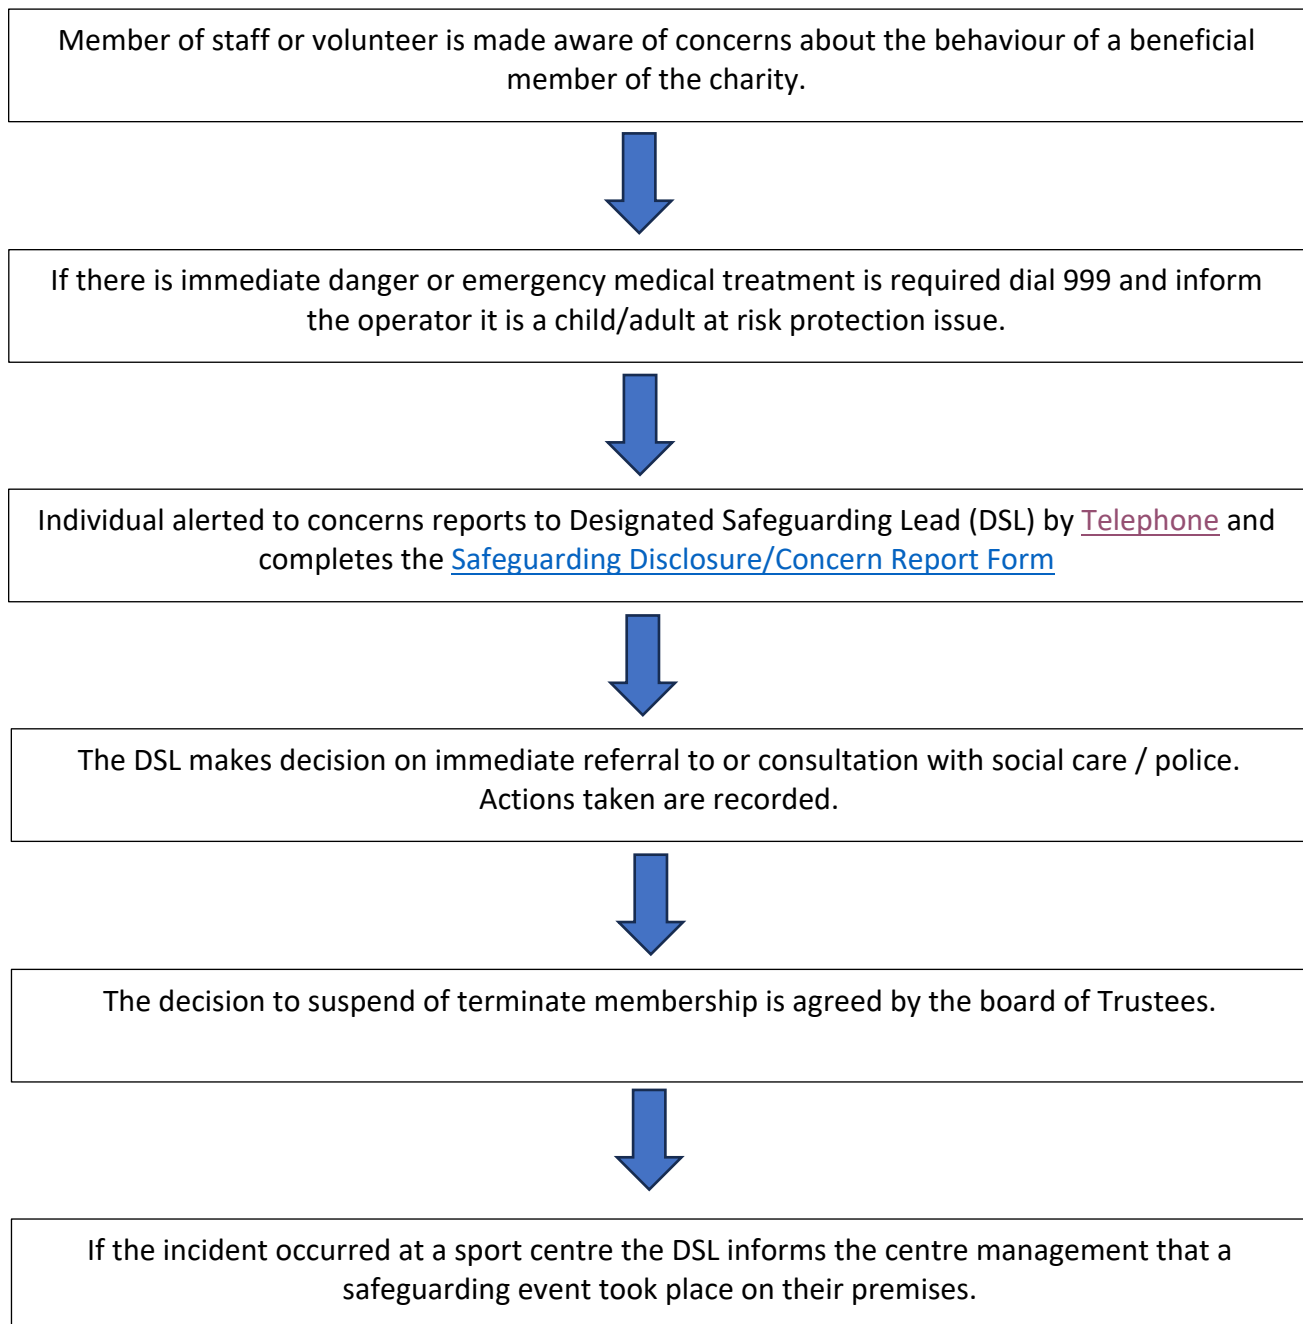 Member of staff or volunteer is made aware of concerns about the behaviour of a beneficial
member of the charity.
If there is immediate danger or emergency medical treatment is required dial 999 and inform
the operator it is a child/adult at risk protection issue.
Individual alerted to concerns reports to Designated Safeguarding Lead (DSL) by Telephone and
completes the Safeguarding Disclosure/Concern Report Form
The DSL makes decision on immediate referral to or consultation with social care / police.
Actions taken are recorded.
The decision to suspend of terminate membership is agreed by the board of Trustees.
If the incident occurred at a sport centre the DSL informs the centre management that a
safeguarding event took place on their premises.